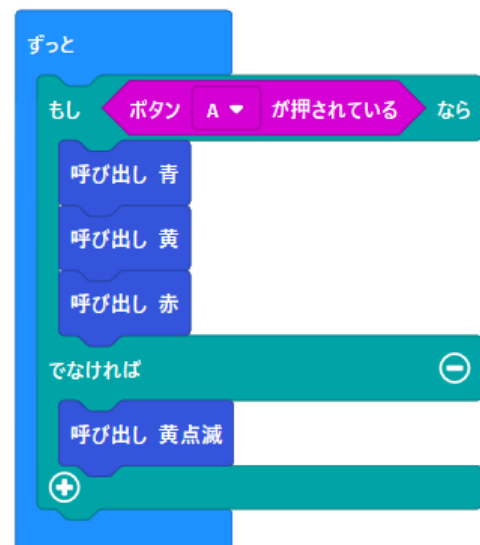 ずっと
もし ボタン A が押されている なら
呼び出し 青
呼び出し 黄
呼び出し 赤
でなければ
呼び出し 黄点滅